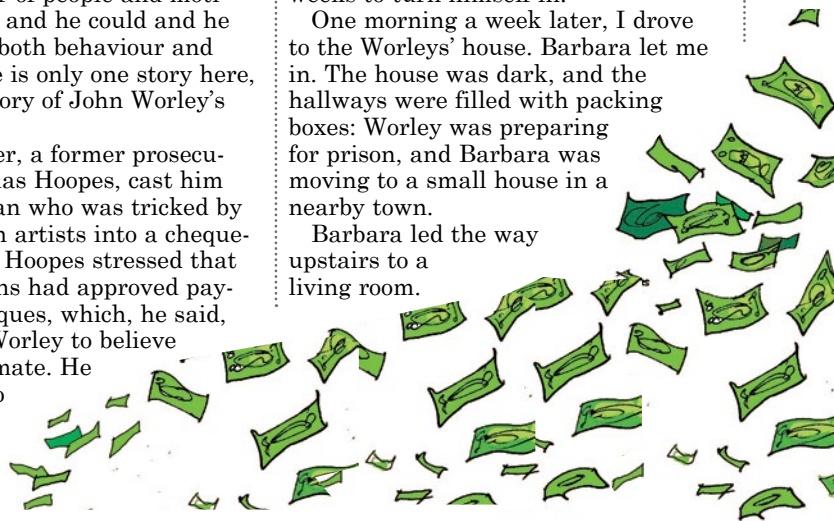 and he could and he
both behaviour and
is only one story here,
ory of John Worley's
er, a former prosecu-
as Hoopes, cast him
an who was tricked by
n artists into a cheque-
Hoopes stressed that
ns had approved pay-
ques, which, he said,
Worley to believe
mate. He
One morning a week later, I drove
to the Worleys' house. Barbara let me
in. The house was dark, and the
hallways were filled with packing
boxes: Worley was preparing
for prison, and Barbara was
moving to a small house in a
nearby town.
Barbara led the way
upstairs to a
living room.